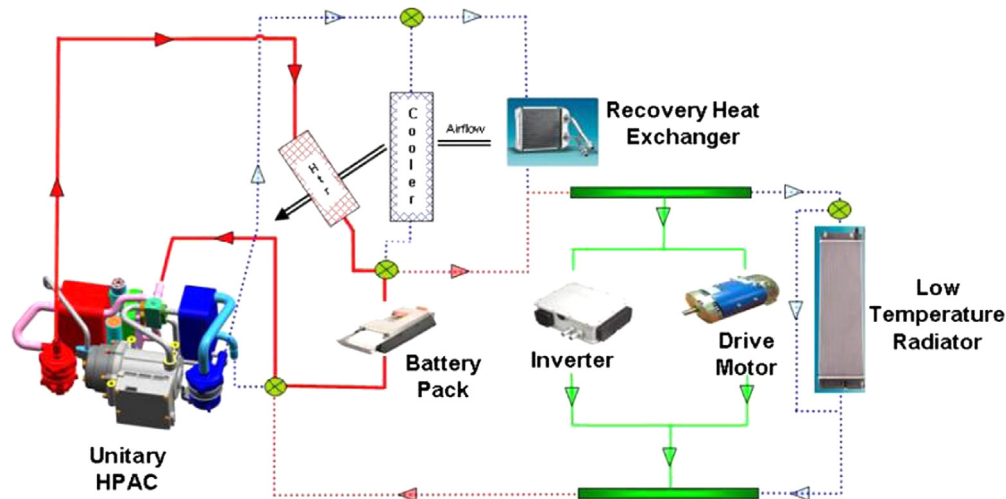 Cooler
Airflow
Recovery Heat
Exchanger
Htr
Low
Temperature
Radiator
Battery
Pack
Inverter
Drive
Motor
Unitary
HPAC